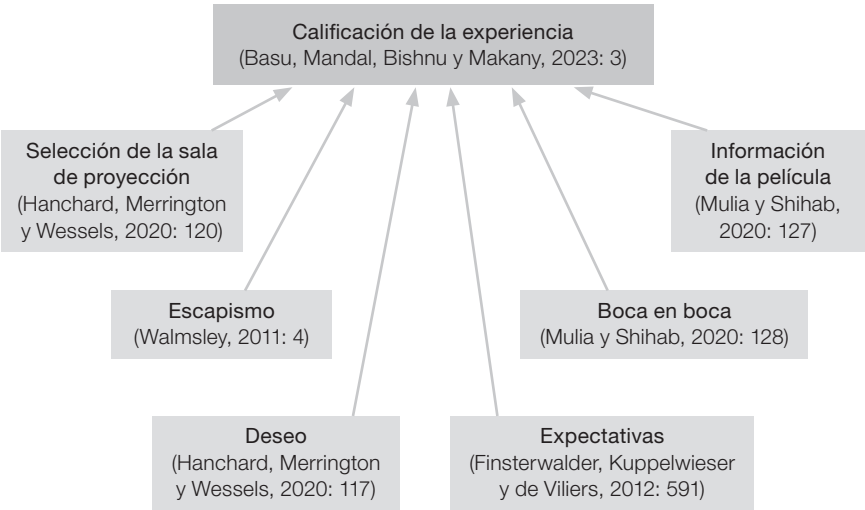 Calificación de la experiencia
(Basu, Mandal, Bishnu y Makany, 2023: 3)
Selección de la sala
de proyección
(Hanchard, Merrington
y Wessels, 2020: 120)
Información
de la película
(Mulia y Shihab,
2020: 127)
Escapismo
(Walmsley, 2011: 4)
Boca en boca
(Mulia y Shihab, 2020: 128)
Deseo
(Hanchard, Merrington
y Wessels, 2020: 117)
Expectativas
(Finsterwalder, Kuppelwieser
y de Viliers, 2012: 591)